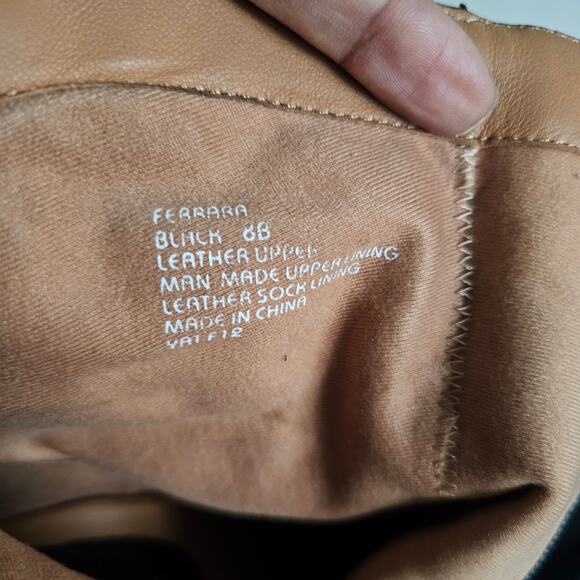 FERRARA
BLACK 8B
LEATHER UPPER
MAN MADE UPPER LINING
LEATHER SOCK LINING
MADE IN CHINA